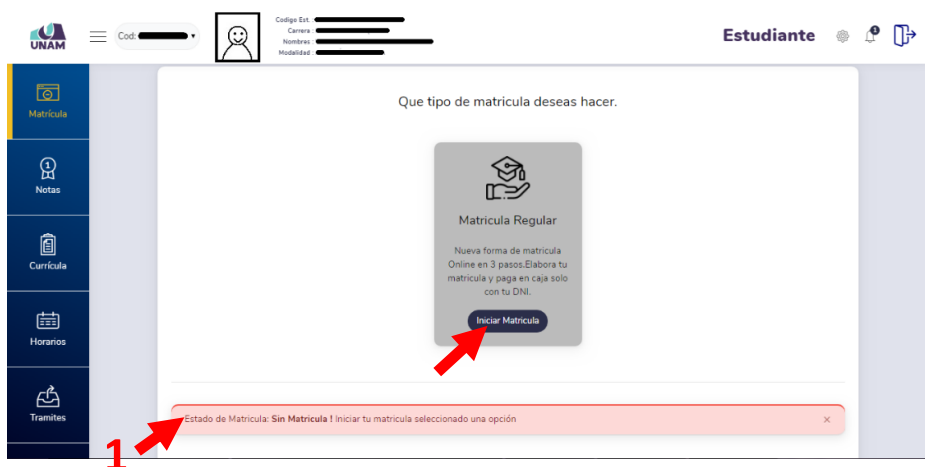 UNAM
Cod:
Codigo Est.
Carrera
Nombres
Modalidad
Estudiante
Matrícula
Notas
Currícula
Horarios
Tramites
Que tipo de matricula deseas hacer.
Matricula Regular
Nueva forma de matricula
Online en 3 pasos.Elabora tu
matricula y paga en caja solo
con tu DNI.
Iniciar Matricula
Estado de Matricula: Sin Matricula ! Iniciar tu matricula seleccionado una opción
×
1